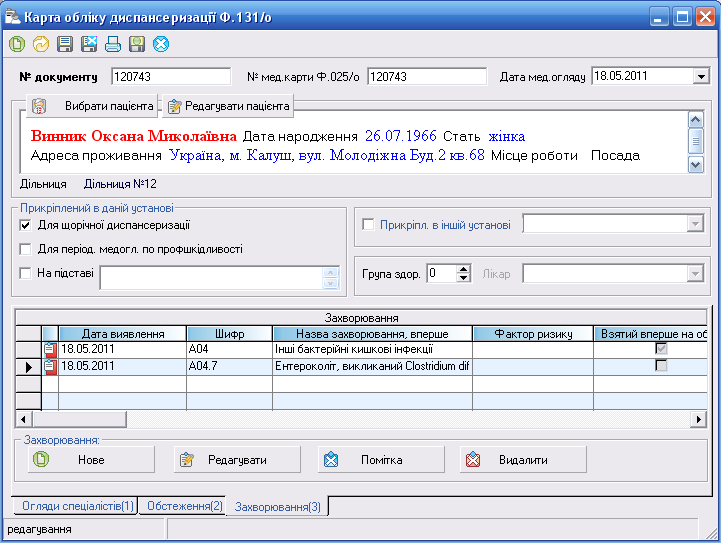 Карта обліку диспансеризації Ф.131/о
№ документу 120743 № мед.карти Ф.025/о 120743 Дата мед.огляду 18.05.2011
Вибрати пацієнта Редагувати пацієнта
Винник Оксана Миколаївна Дата народження 26.07.1966 Стать жінка
Адреса проживання Україна, м. Калуш, вул. Молодіжна Буд.2 кв.68 Місце роботи Посада
Дільниця Дільниця №12
Прикріплений в даній установі
Для щорічної диспансеризації Прикріпл. в іншій установі
Для період. медогл. по профшкідливості
На підставі Група здор. 0 Лікар
Захворювання
Дата виявлення Шифр Назва захворювання, вперше Фактор ризику Взятий вперше на об
18.05.2011 A04 Інші бактерійні кишкові інфекції
18.05.2011 A04.7 Ентероколіт, викликаний Clostridium dif
Захворювання:
Нове Редагувати Помітка Видалити
Огляди спеціалістів(1) Обстеження(2) Захворювання(3)
редагування